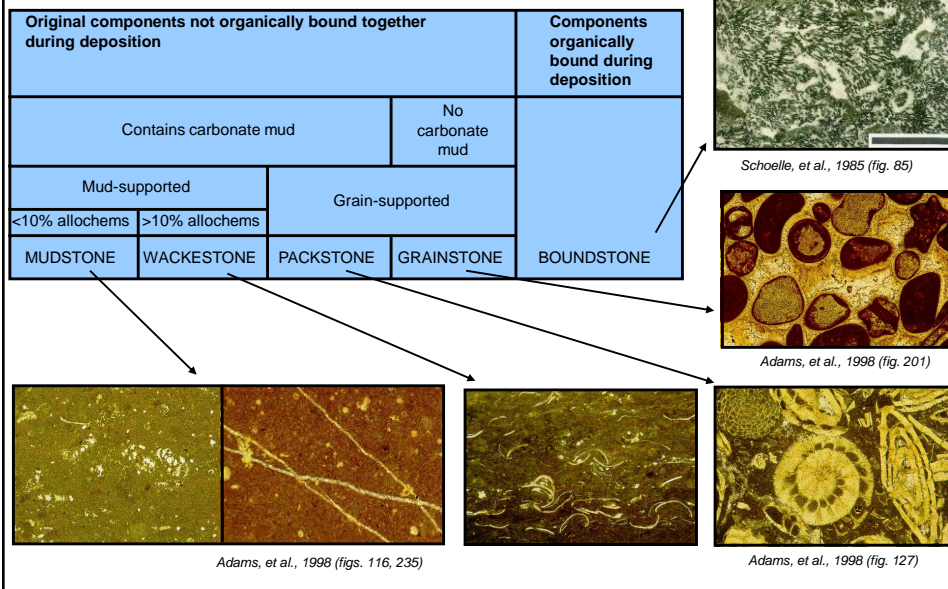 Original components not organically bound together
during deposition
Components
organically
bound during
deposition
Contains carbonate mud
No
carbonate
mud
Mud-supported
Grain-supported
<10% allochems
>10% allochems
MUDSTONE
WACKESTONE
PACKSTONE
GRAINSTONE
BOUNDSTONE
Schoelle, et al., 1985 (fig. 85)
Adams, et al., 1998 (fig. 201)
Adams, et al., 1998 (figs. 116, 235)
Adams, et al., 1998 (fig. 127)